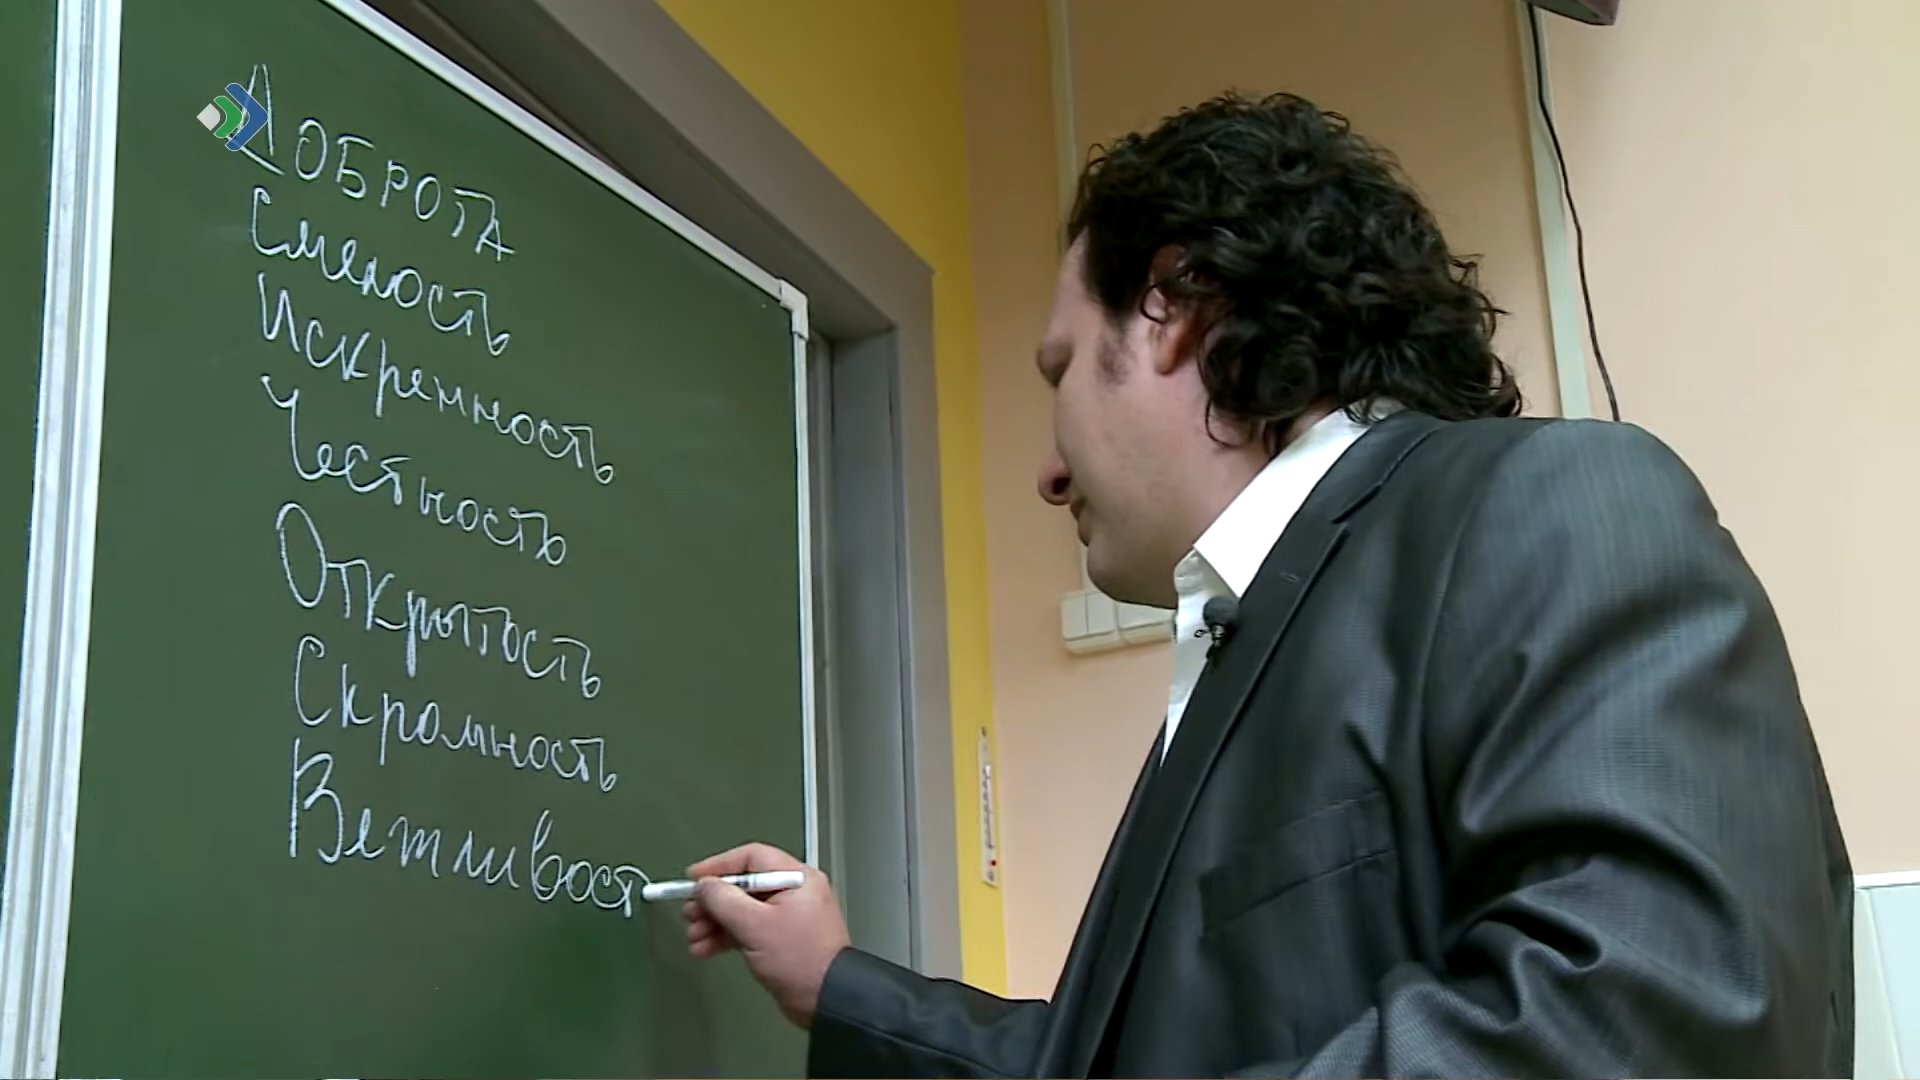 Доброта
Смелость
Искренность
Честность
Открытость
Скромность
Вежливост